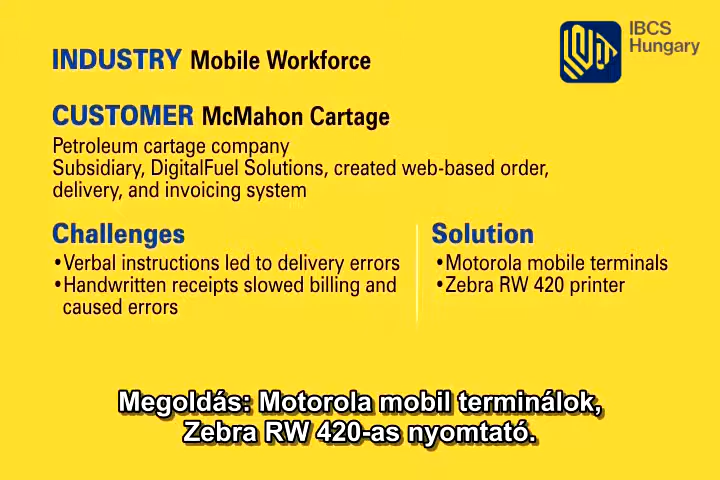 IBCS
Hungary
INDUSTRY Mobile Workforce
CUSTOMER McMahon Cartage
Petroleum cartage company
Subsidiary, DigitalFuel Solutions, created web-based order,
delivery, and invoicing system
Challenges
•Verbal instructions led to delivery errors
•Handwritten receipts slowed billing and
caused errors
Solution
•Motorola mobile terminals
•Zebra RW 420 printer
Megoldás: Motorola mobil terminálok,
Zebra RW 420-as nyomtató.